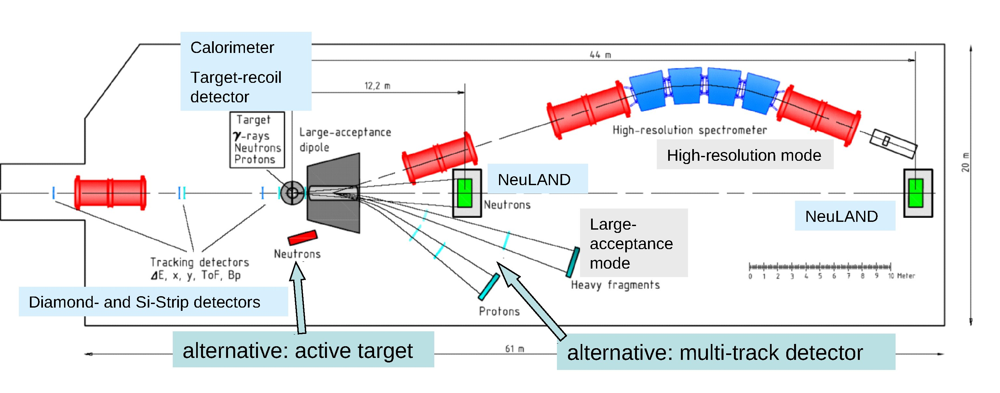 Calorimeter
Target-recoil
detector
44 m
12,2 m
Target
γ-rays
Neutrons
Protons
Large-acceptance
dipole
High-resolution spectrometer
High-resolution mode
20 m
NeuLAND
Neutrons
NeuLAND
Large-
acceptance
mode
Neutrons
Tracking detectors
ΔE, x, y, ToF, Bρ
Diamond- and Si-Strip detectors
Heavy fragments
Protons
0 1 2 3 4 5 6 7 8 9 10 Meter
alternative: active target
61 m
alternative: multi-track detector